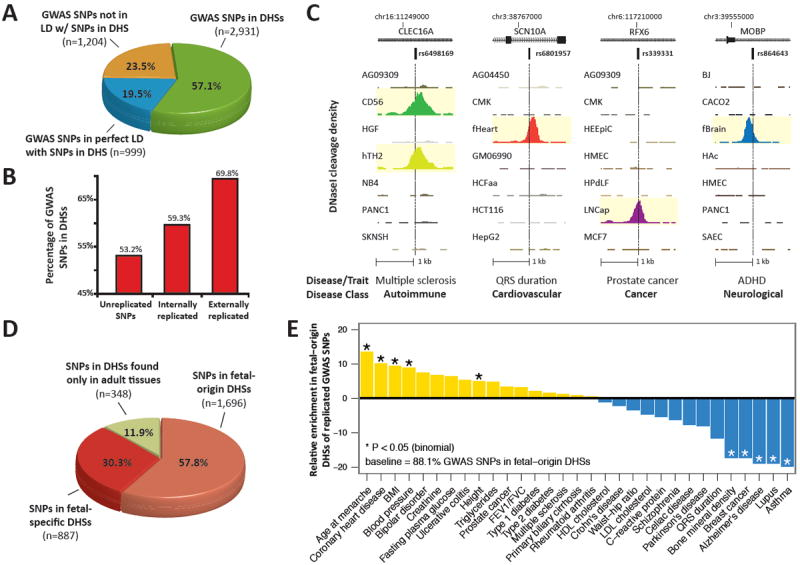 A
GWAS SNPs not in
LD w/ SNPs in DHS
(n=1,204)
GWAS SNPs in DHSs
(n=2,931)
23.5%
19.5%
57.1%
GWAS SNPs in perfect LD
with SNPs in DHS (n=999)
B
Percentage of GWAS
SNPs in DHSs
65%
55%
45%
53.2%
59.3%
69.8%
Unreplicated
SNPs
Internally
replicated
Externally
replicated
C
DNaseI cleavage density
chr16:11249000
CLEC16A
rs6498169
AG09309
CD56
HGF
hTH2
NB4
PANC1
SKNSH
1 kb
chr3:38767000
SCN10A
rs6801957
AG04450
CMK
fHeart
GM06990
HCFaa
HCT116
HepG2
1 kb
chr6:117210000
RFX6
rs339331
AG09309
CMK
HEEpiC
HMEC
HPdLF
LNCap
MCF7
1 kb
chr3:39555000
MOBP
rs864643
BJ
CACO2
fBrain
HAc
HMEC
PANC1
SAEC
1 kb
Disease/Trait Multiple sclerosis QRS duration Prostate cancer ADHD
Disease Class Autoimmune Cardiovascular Cancer Neurological
D
SNPs in DHSs found
only in adult tissues
(n=348)
SNPs in fetal-
origin DHSs
(n=1,696)
11.9%
30.3%
57.8%
SNPs in fetal-
specific DHSs
(n=887)
E
Relative enrichment in fetal–origin
DHSs of replicated GWAS SNPs
20
10
0
-10
-20
* * * * *
* P < 0.05 (binomial)
baseline = 88.1% GWAS SNPs in fetal–origin DHSs
* * * * *
Age at menarche
Coronary heart disease
BMI
Blood pressure
Bipolar disorder
Creatinine
Fasting plasma glucose
Ulcerative colitis
Height
Triglycerides
Prostate cancer
FEV1/FVC
Type 1 diabetes
Type 2 diabetes
Multiple sclerosis
Primary biliary cirrhosis
Rheumatoid arthritis
HDL cholesterol
Crohn's disease
Waist–hip ratio
LDL cholesterol
C–reactive protein
Schizophrenia
Celiac disease
Parkinsons disease
QRS duration
Bone mineral density
Breast cancer
Alzheimer's disease
Lupus
Asthma